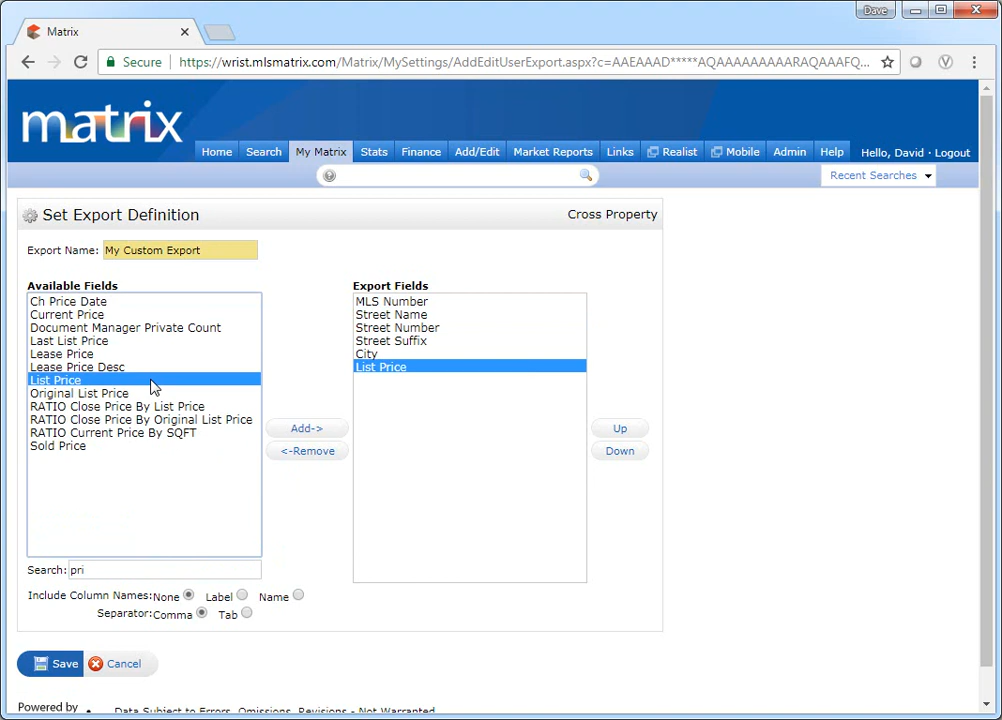 Dave
Matrix
Secure
https://wrist.mlsmatrix.com/Matrix/MySettings/AddEditUserExport.aspx?c=AAEAAAD*****AQAAAAAAAAARAQAAAFQ...
matrix
Home
Search
My Matrix
Stats
Finance
Add/Edit
Market Reports
Links
Realist
Mobile
Admin
Help
Hello, David · Logout
Recent Searches
Set Export Definition
Cross Property
Export Name: My Custom Export
Available Fields
Ch Price Date
Current Price
Document Manager Private Count
Last List Price
Lease Price
Lease Price Desc
List Price
Original List Price
RATIO Close Price By List Price
RATIO Close Price By Original List Price
RATIO Current Price By SQFT
Sold Price
Search: pri
Add->
<-Remove
Export Fields
MLS Number
Street Name
Street Number
Street Suffix
City
List Price
Up
Down
Include Column Names: None Label Name
Separator: Comma Tab
Save
Cancel
Powered by
Data Subject to Errors, Omissions, Revisions - Not Warranted